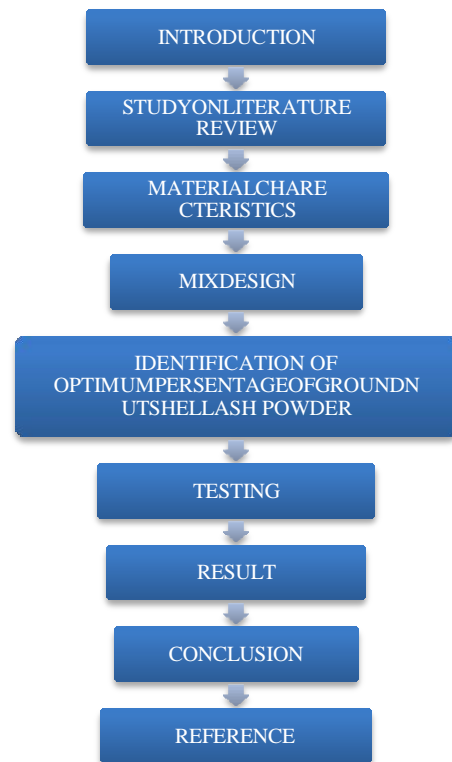 INTRODUCTION
STUDYONLITERATURE
REVIEW
MATERIALCHARE
CTERISTICS
MIXDESIGN
IDENTIFICATION OF
OPTIMUMPERSENTAGEOFGROUNDN
UTSHELLASH POWDER
TESTING
RESULT
CONCLUSION
REFERENCE